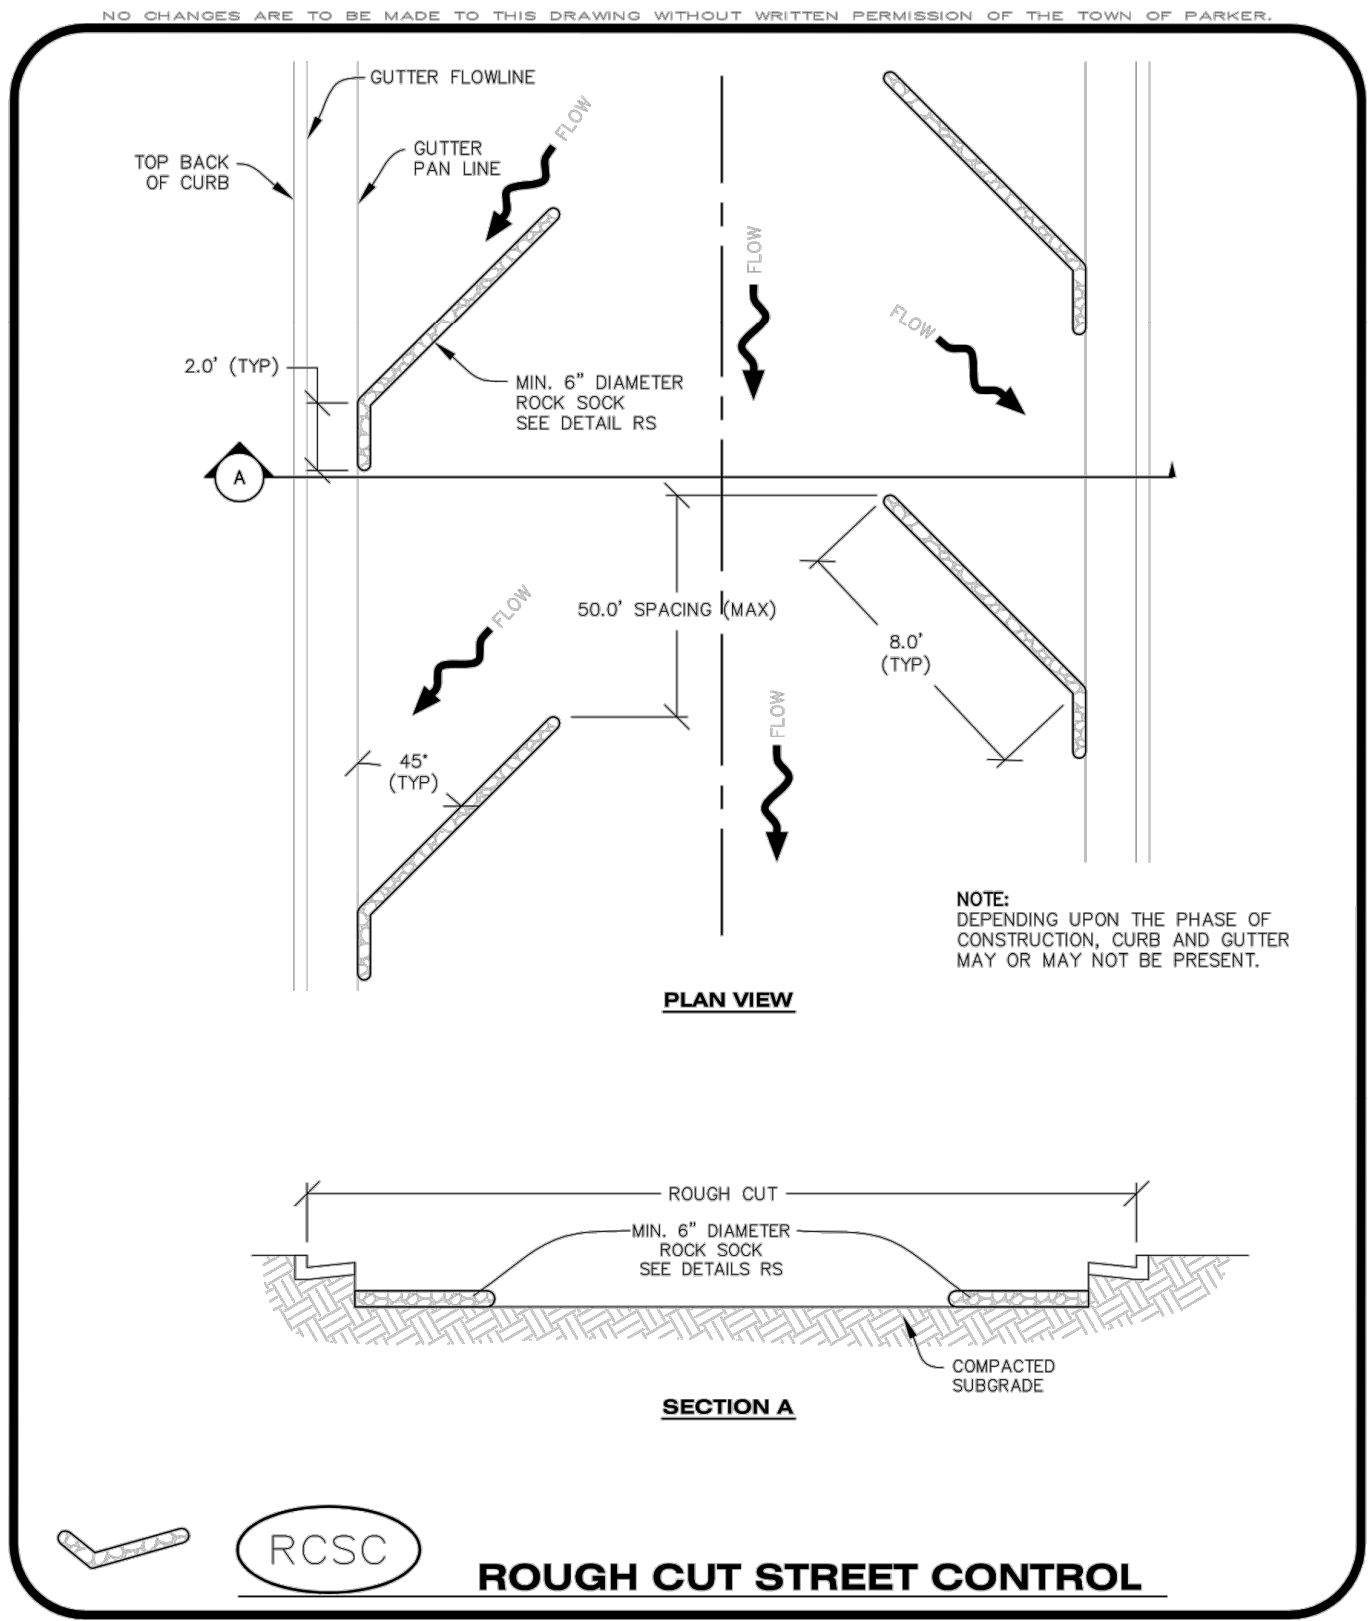 NO CHANGES ARE TO BE MADE TO THIS DRAWING WITHOUT WRITTEN PERMISSION OF THE TOWN OF PARKER.
GUTTER FLOWLINE
TOP BACK
OF CURB
GUTTER
PAN LINE
FLOW
FLOW
FLOW
2.0' (TYP)
MIN. 6" DIAMETER
ROCK SOCK
SEE DETAIL RS
A
50.0' SPACING (MAX)
FLOW
8.0'
(TYP)
FLOW
45°
(TYP)
NOTE:
DEPENDING UPON THE PHASE OF
CONSTRUCTION, CURB AND GUTTER
MAY OR MAY NOT BE PRESENT.
PLAN VIEW
ROUGH CUT
MIN. 6" DIAMETER
ROCK SOCK
SEE DETAILS RS
COMPACTED
SUBGRADE
SECTION A
RCSC
ROUGH CUT STREET CONTROL